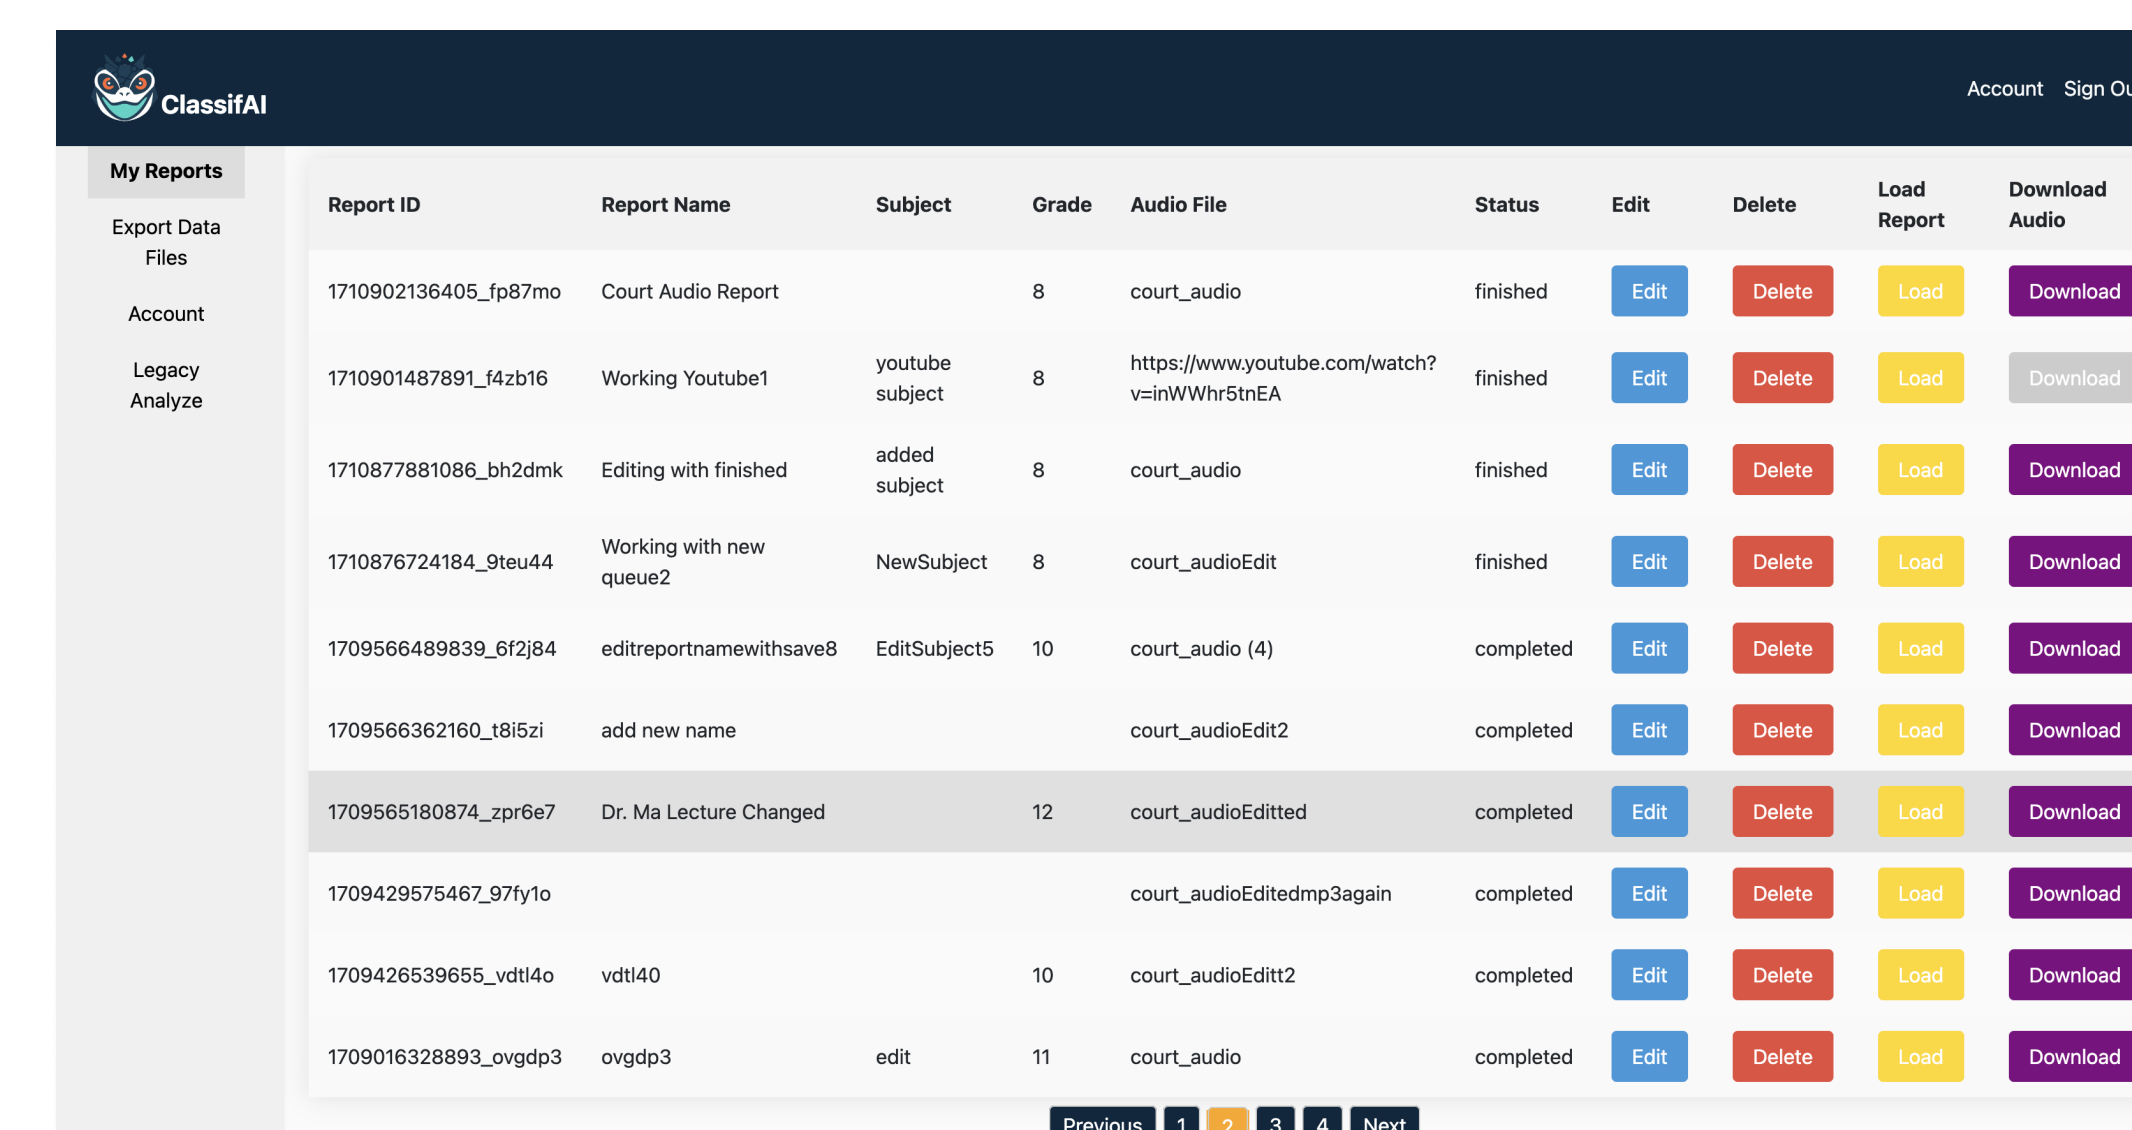 ClassifAI
Account Sign Ou
My Reports
Export Data
Files
Account
Legacy
Analyze
Report ID Report Name Subject Grade Audio File Status Edit Delete Load Report Download Audio
1710902136405_fp87mo Court Audio Report 8 court_audio finished Edit Delete Load Download
1710901487891_f4zb16 Working Youtube1 youtube subject 8 https://www.youtube.com/watch?v=inWWhr5tnEA finished Edit Delete Load Download
1710877881086_bh2dmk Editing with finished added subject 8 court_audio finished Edit Delete Load Download
1710876724184_9teu44 Working with new queue2 NewSubject 8 court_audioEdit finished Edit Delete Load Download
1709566489839_6f2j84 editreportnamewithsave8 EditSubject5 10 court_audio (4) completed Edit Delete Load Download
1709566362160_t8i5zi add new name court_audioEdit2 completed Edit Delete Load Download
1709565180874_zpr6e7 Dr. Ma Lecture Changed 12 court_audioEditted completed Edit Delete Load Download
1709429575467_97fy1o court_audioEditedmp3again completed Edit Delete Load Download
1709426539655_vdtl4o vdtl40 10 court_audioEditt2 completed Edit Delete Load Download
1709016328893_ovgdp3 ovgdp3 edit 11 court_audio completed Edit Delete Load Download
Previous 1 2 3 4 Next